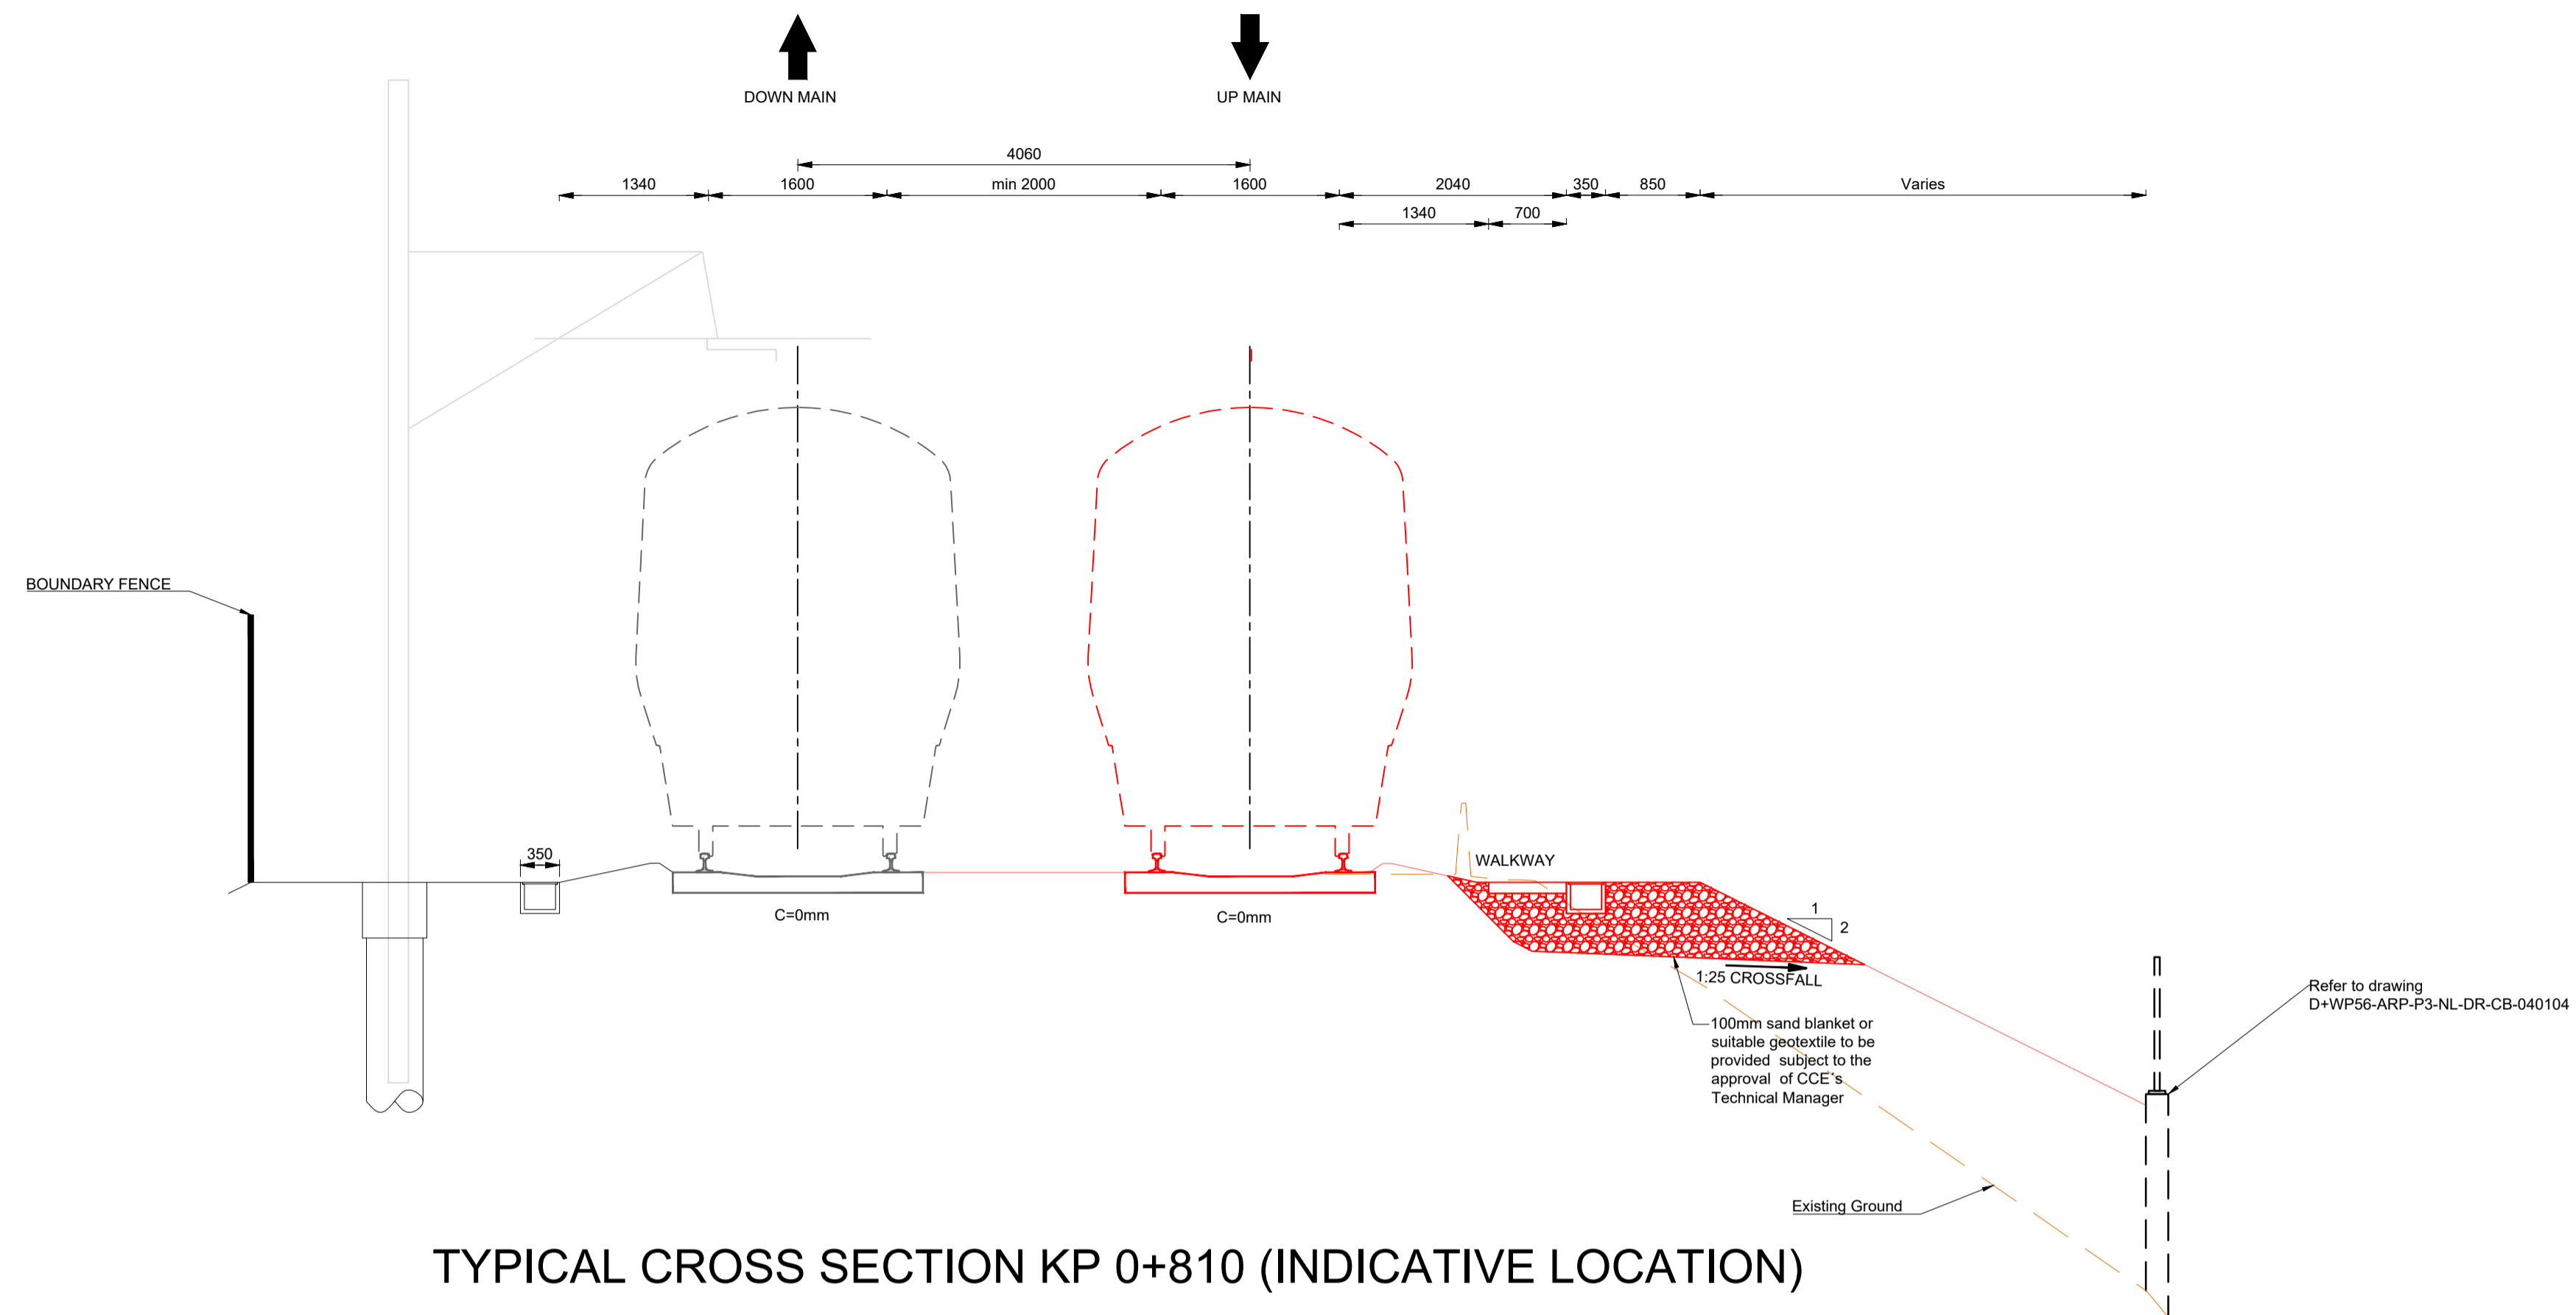 DOWN MAIN
UP MAIN
4060
1340
1600
min 2000
1600
2040
350
850
Varies
1340
700
BOUNDARY FENCE
350
WALKWAY
C=0mm
C=0mm
1
2
1:25 CROSSFALL
100mm sand blanket or
suitable geotextile to be
provided subject to the
approval of CCE's
Technical Manager
Refer to drawing
D+WP56-ARP-P3-NL-DR-CB-040104
Existing Ground
TYPICAL CROSS SECTION KP 0+810 (INDICATIVE LOCATION)